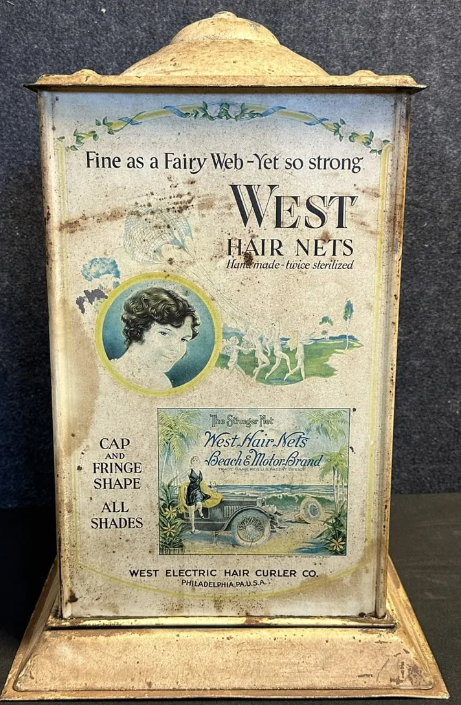 Fine as a Fairy Web-Yet so strong
WEST
HAIR NETS
Handmade-twice sterilized
The Stronger Net
West Hair Nets
Beach & Motor Brand
CAP
AND
FRINGE
SHAPE
ALL
SHADES
WEST ELECTRIC HAIR CURLER CO.
PHILADELPHIA, PA. U.S.A.